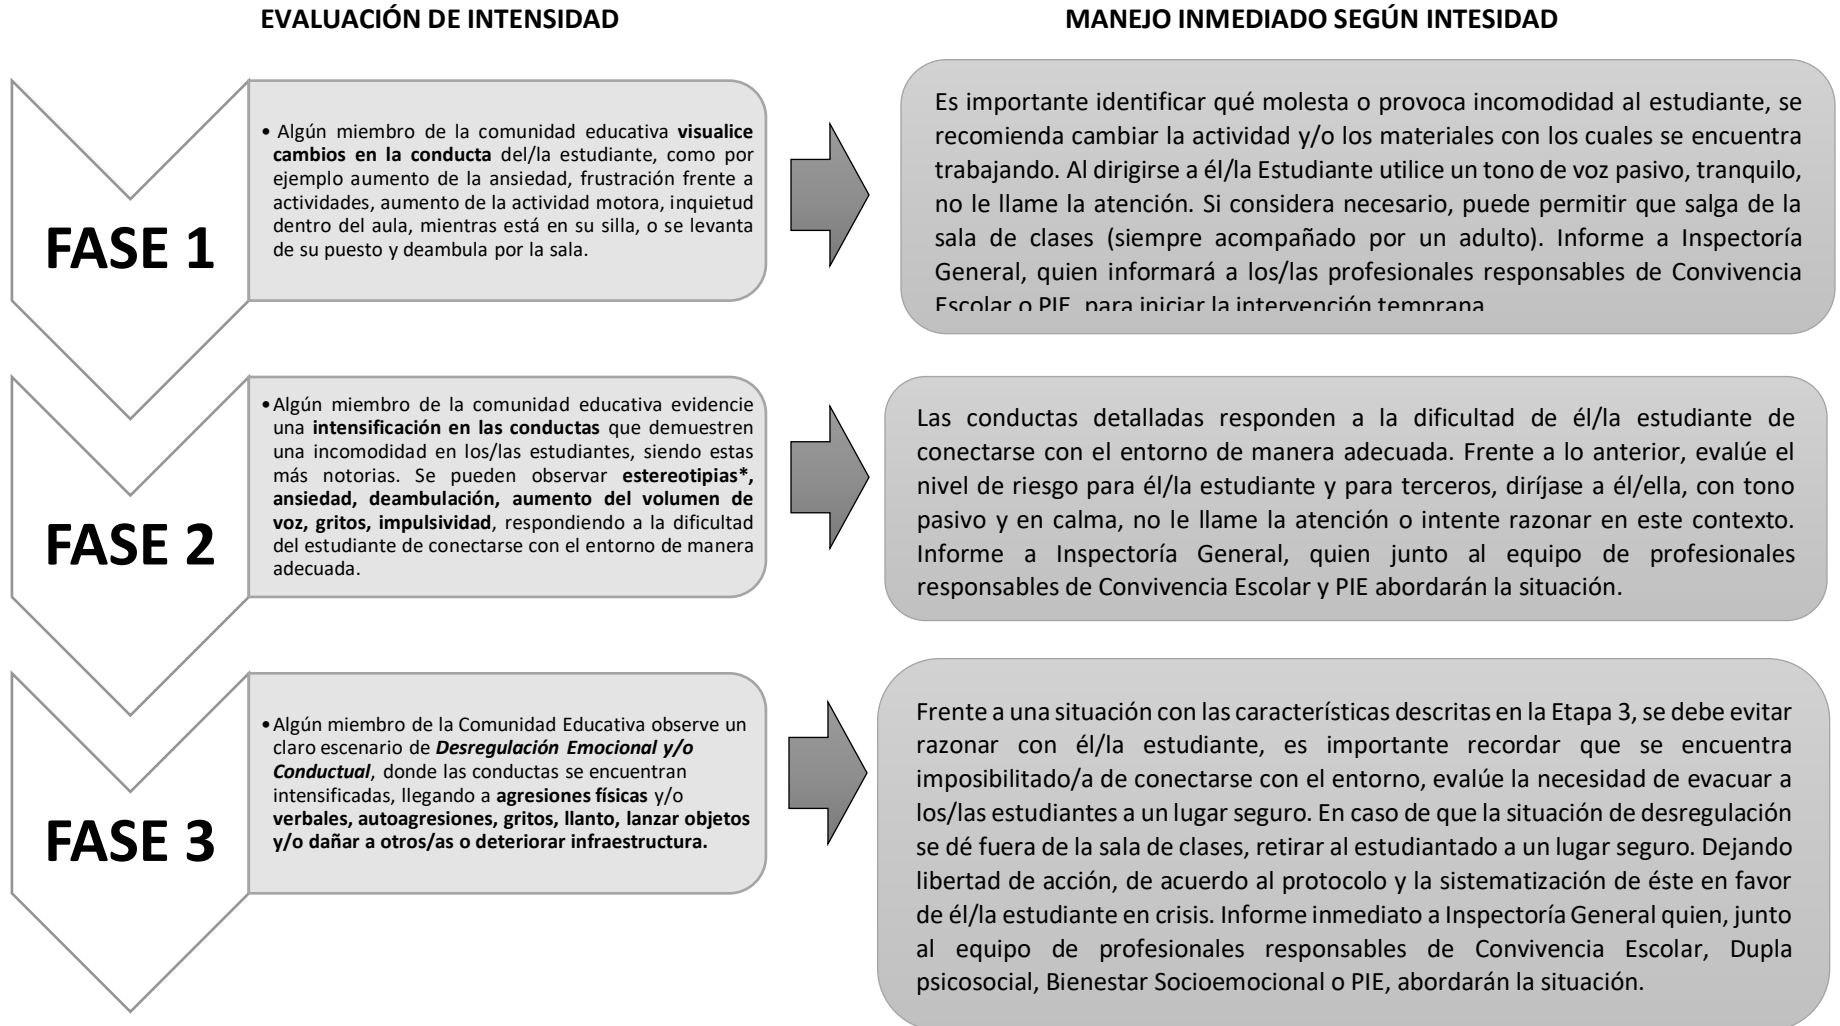 EVALUACIÓN DE INTENSIDAD
MANEJO INMEDIADO SEGÚN INTESIDAD
FASE 1
• Algún miembro de la comunidad educativa visualice
cambios en la conducta del/la estudiante, como por
ejemplo aumento de la ansiedad, frustración frente a
actividades, aumento de la actividad motora, inquietud
dentro del aula, mientras está en su silla, o se levanta
de su puesto y deambula por la sala.
Es importante identificar qué molesta o provoca incomodidad al estudiante, se
recomienda cambiar la actividad y/o los materiales con los cuales se encuentra
trabajando. Al dirigirse a él/la Estudiante utilice un tono de voz pasivo, tranquilo,
no le llame la atención. Si considera necesario, puede permitir que salga de la
sala de clases (siempre acompañado por un adulto). Informe a Inspectoría
General, quien informará a los/las profesionales responsables de Convivencia
Escolar o PIE, para iniciar la intervención temprana
FASE 2
•Algún miembro de la comunidad educativa evidencie
una intensificación en las conductas que demuestren
una incomodidad en los/las estudiantes, siendo estas
más notorias. Se pueden observar estereotipias*,
ansiedad, deambulación, aumento del volumen de
voz, gritos, impulsividad, respondiendo a la dificultad
del estudiante de conectarse con el entorno de manera
adecuada.
Las conductas detalladas responden a la dificultad de él/la estudiante de
conectarse con el entorno de manera adecuada. Frente a lo anterior, evalúe el
nivel de riesgo para él/la estudiante y para terceros, diríjase a él/ella, con tono
pasivo y en calma, no le llame la atención o intente razonar en este contexto.
Informe a Inspectoría General, quien junto al equipo de profesionales
responsables de Convivencia Escolar y PIE abordarán la situación.
FASE 3
•Algún miembro de la Comunidad Educativa observe un
claro escenario de Desregulación Emocional y/o
Conductual, donde las conductas se encuentran
intensificadas, llegando a agresiones físicas y/o
verbales, autoagresiones, gritos, llanto, lanzar objetos
y/o dañar a otros/as o deteriorar infraestructura.
Frente a una situación con las características descritas en la Etapa 3, se debe evitar
razonar con él/la estudiante, es importante recordar que se encuentra
imposibilitado/a de conectarse con el entorno, evalúe la necesidad de evacuar a
los/las estudiantes a un lugar seguro. En caso de que la situación de desregulación
se dé fuera de la sala de clases, retirar al estudiantado a un lugar seguro. Dejando
libertad de acción, de acuerdo al protocolo y la sistematización de éste en favor
de él/la estudiante en crisis. Informe inmediato a Inspectoría General quien, junto
al equipo de profesionales responsables de Convivencia Escolar, Dupla
psicosocial, Bienestar Socioemocional o PIE, abordarán la situación.